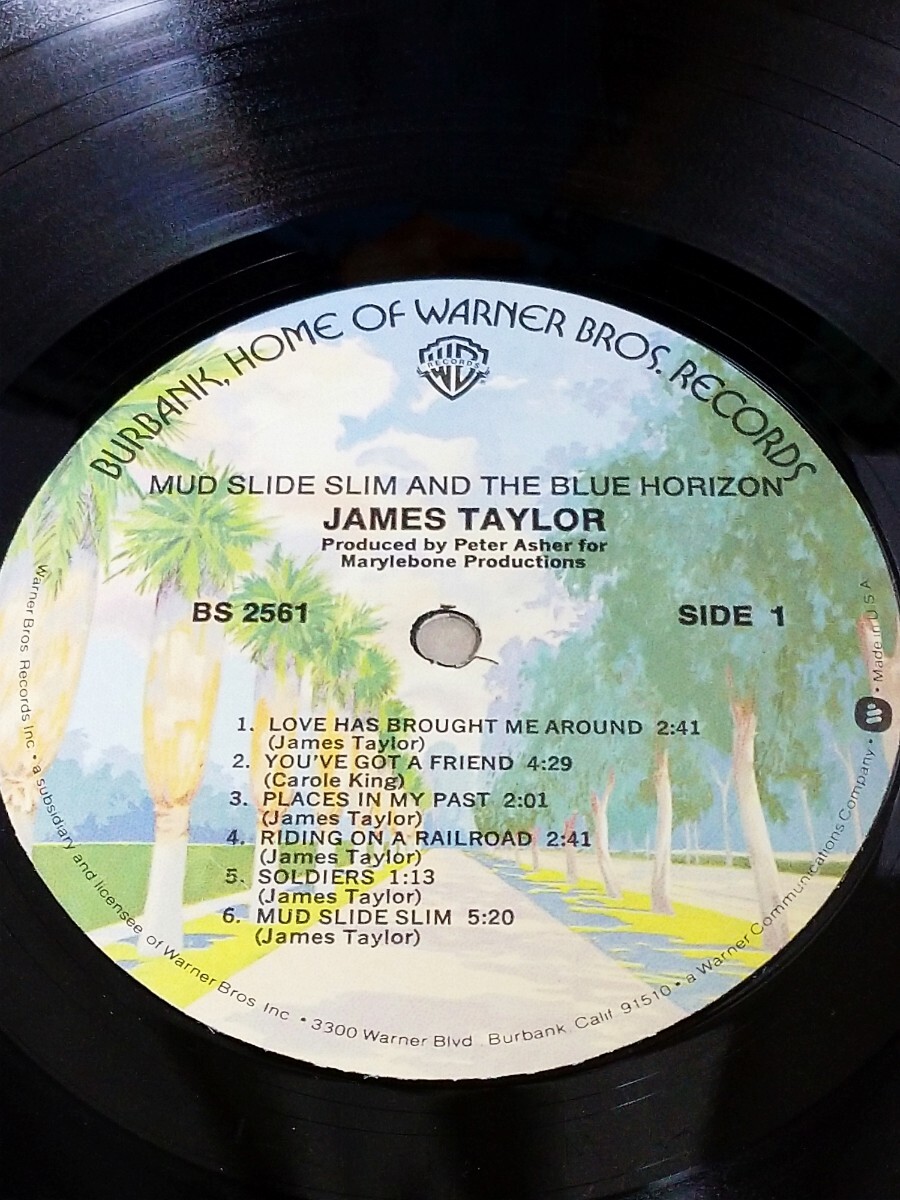 BURBANK, HOME OF WARNER BROS. RECORDS
WB
RECORDS
MUD SLIDE SLIM AND THE BLUE HORIZON
JAMES TAYLOR
Produced by Peter Asher for
Marylebone Productions
BS 2561
SIDE 1
1. LOVE HAS BROUGHT ME AROUND 2:41
(James Taylor)
2. YOU'VE GOT A FRIEND 4:29
(Carole King)
3. PLACES IN MY PAST 2:01
(James Taylor)
4. RIDING ON A RAILROAD 2:41
(James Taylor)
5. SOLDIERS 1:13
(James Taylor)
6. MUD SLIDE SLIM 5:20
(James Taylor)
Warner Bros. Records Inc. • a subsidiary and licensee of Warner Bros Inc • 3300 Warner Blvd. Burbank. Calif. 91510 • a Warner Communications Company • Made in U.S.A.